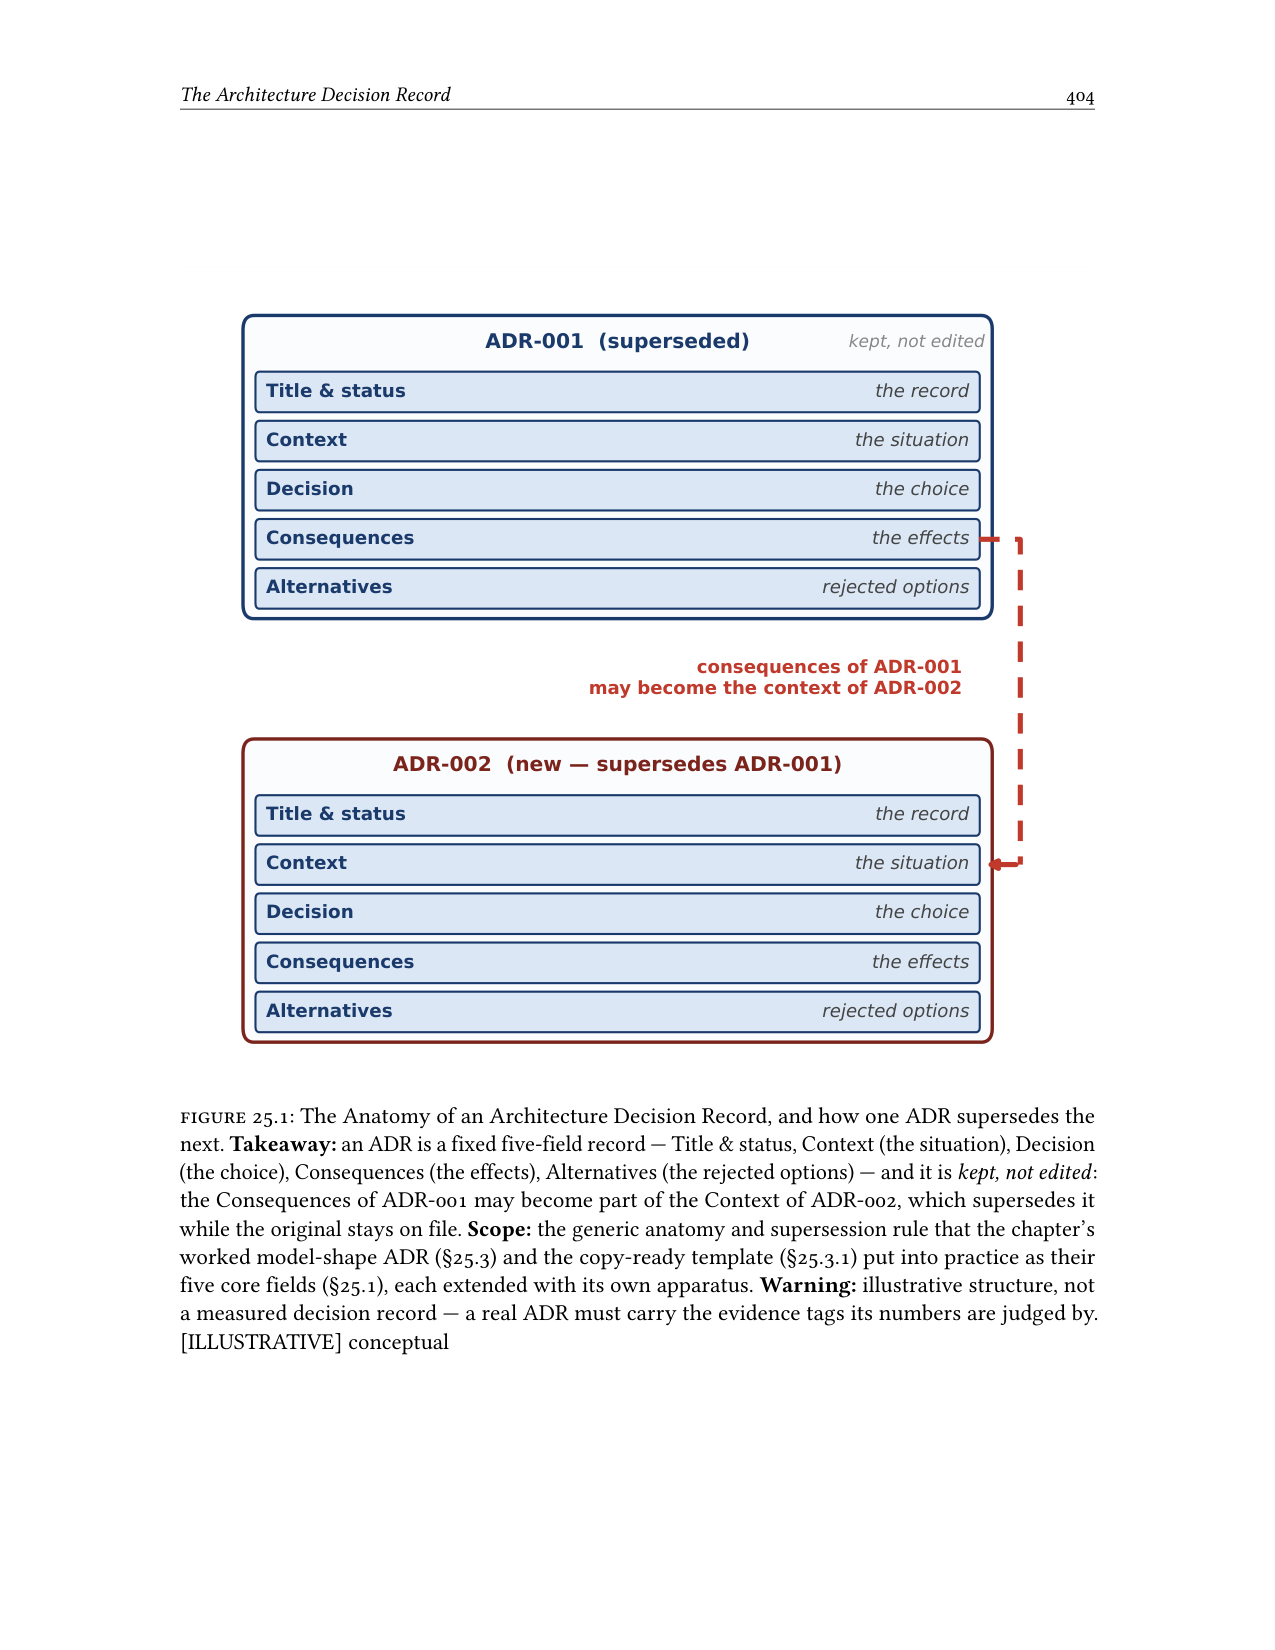 The Architecture Decision Record 404
ADR-001 (superseded) kept, not edited
Title & status the record
Context the situation
Decision the choice
Consequences the effects
Alternatives rejected options
consequences of ADR-001
may become the context of ADR-002
ADR-002 (new — supersedes ADR-001)
Title & status the record
Context the situation
Decision the choice
Consequences the effects
Alternatives rejected options
FIGURE 25.1: The Anatomy of an Architecture Decision Record, and how one ADR supersedes the
next. Takeaway: an ADR is a fixed five-field record — Title & status, Context (the situation), Decision
(the choice), Consequences (the effects), Alternatives (the rejected options) — and it is kept, not edited:
the Consequences of ADR-001 may become part of the Context of ADR-002, which supersedes it
while the original stays on file. Scope: the generic anatomy and supersession rule that the chapter’s
worked model-shape ADR (§25.3) and the copy-ready template (§25.3.1) put into practice as their
five core fields (§25.1), each extended with its own apparatus. Warning: illustrative structure, not
a measured decision record — a real ADR must carry the evidence tags its numbers are judged by.
[ILLUSTRATIVE] conceptual